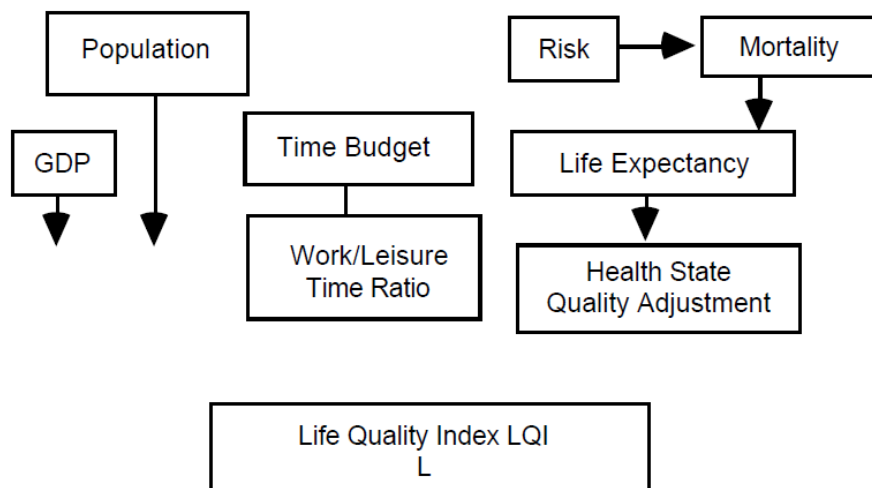 Population
Risk
Mortality
GDP
Time Budget
Life Expectancy
Work/Leisure
Time Ratio
Health State
Quality Adjustment
Life Quality Index LQI
L